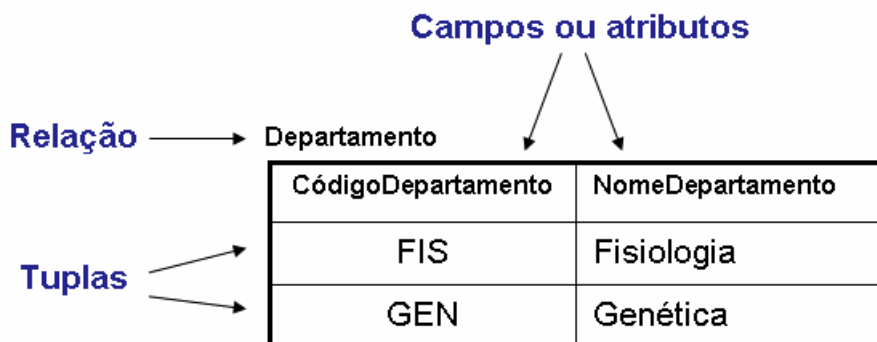 Campos ou atributos
Relação
Departamento
CódigoDepartamento NomeDepartamento
Tuplas
FIS Fisiologia
GEN Genética